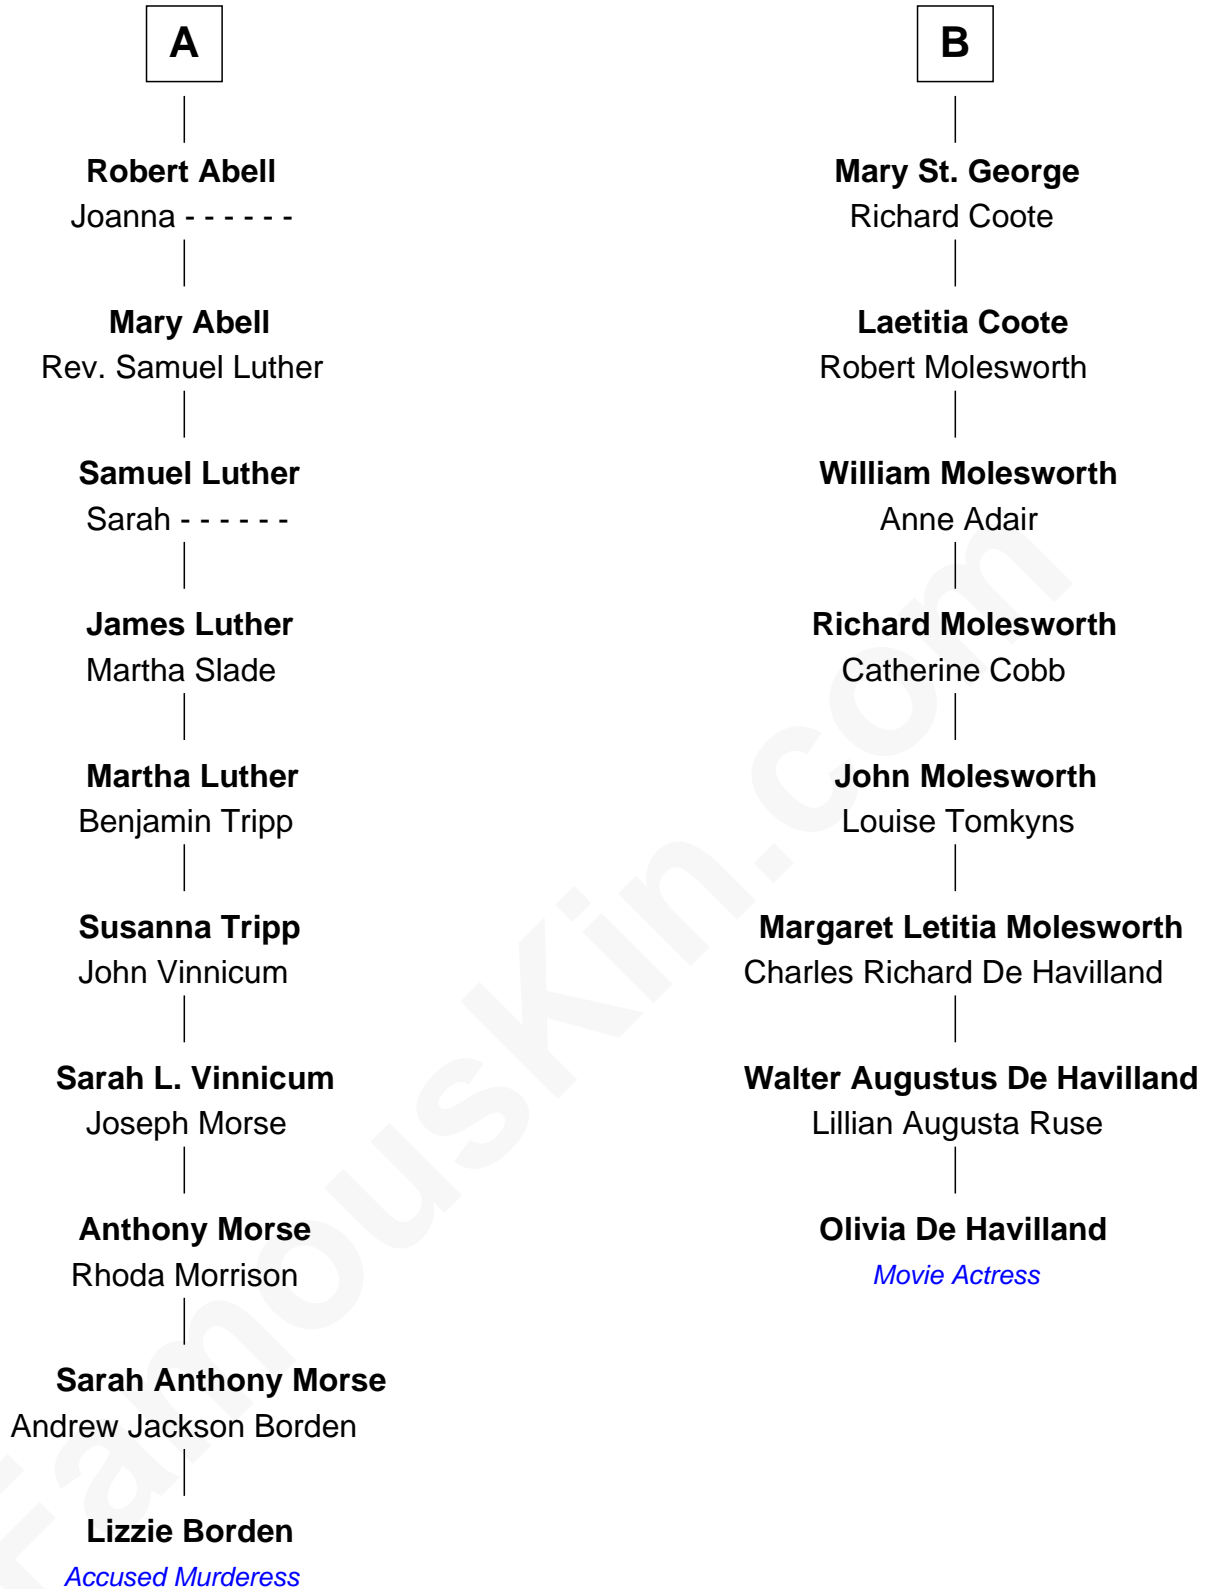 A
Robert Abell
Joanna - - - - - -
Mary Abell
Rev. Samuel Luther
Samuel Luther
Sarah - - - - - -
James Luther
Martha Slade
Martha Luther
Benjamin Tripp
Susanna Tripp
John Vinnicum
Sarah L. Vinnicum
Joseph Morse
Anthony Morse
Rhoda Morrison
Sarah Anthony Morse
Andrew Jackson Borden
Lizzie Borden
Accused Murderess
B
Mary St. George
Richard Coote
Laetitia Coote
Robert Molesworth
William Molesworth
Anne Adair
Richard Molesworth
Catherine Cobb
John Molesworth
Louise Tomkyns
Margaret Letitia Molesworth
Charles Richard De Havilland
Walter Augustus De Havilland
Lillian Augusta Ruse
Olivia De Havilland
Movie Actress
FamousKin.com